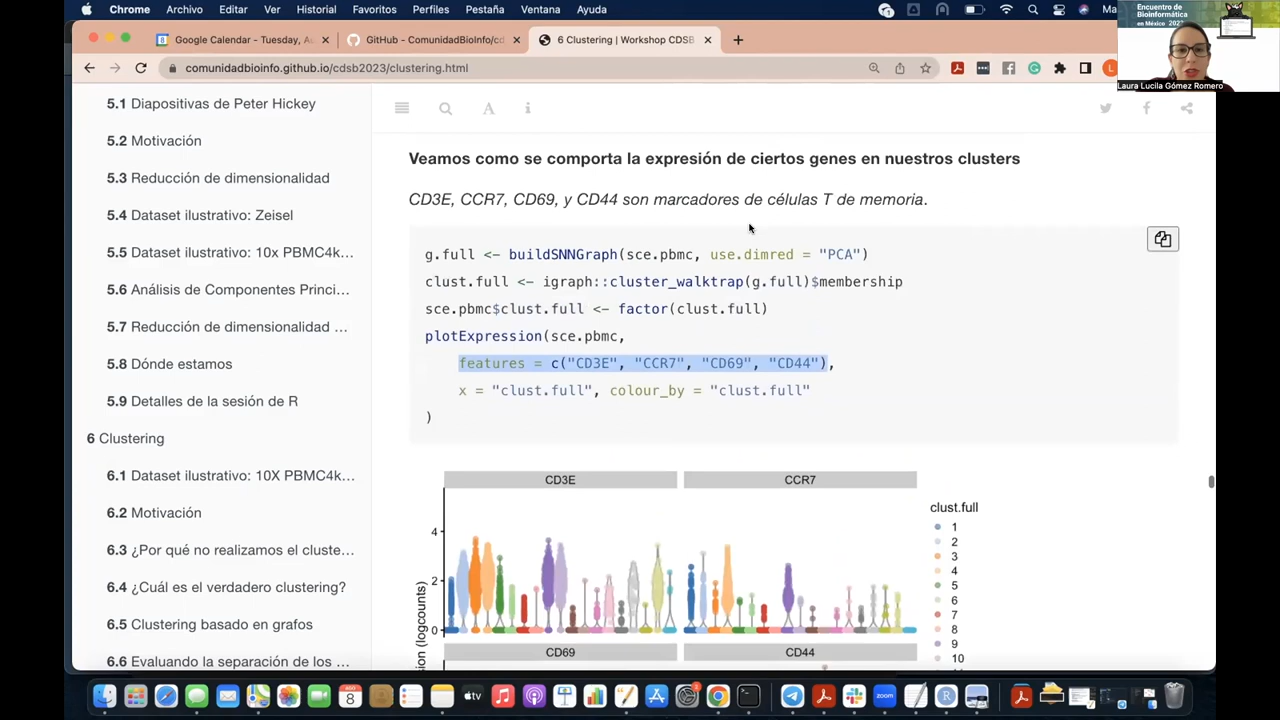 Chrome Archivo Editar Ver Historial Favoritos Perfiles Pestaña Ventana Ayuda
Encuentro de
Bioinformática
en México
Laura Lucila Gómez Romero
Google Calendar - Tuesday, A
GitHub - ComunidadBioInfo/cd
6 Clustering | Workshop CDSB
comunidadbioinfo.github.io/cdsb2023/clustering.html
5.1 Diapositivas de Peter Hickey
5.2 Motivación
5.3 Reducción de dimensionalidad
5.4 Dataset ilustrativo: Zeisel
5.5 Dataset ilustrativo: 10x PBMC4k…
5.6 Análisis de Componentes Princi…
5.7 Reducción de dimensionalidad …
5.8 Dónde estamos
5.9 Detalles de la sesión de R
6 Clustering
6.1 Dataset ilustrativo: 10X PBMC4k…
6.2 Motivación
6.3 ¿Por qué no realizamos el cluste…
6.4 ¿Cuál es el verdadero clustering?
6.5 Clustering basado en grafos
6.6 Evaluando la separación de los …
Veamos como se comporta la expresión de ciertos genes en nuestros clusters
CD3E, CCR7, CD69, y CD44 son marcadores de células T de memoria.
g.full <- buildSNNGraph(sce.pbmc, use.dimred = "PCA")
clust.full <- igraph::cluster_walktrap(g.full)$membership
sce.pbmc$clust.full <- factor(clust.full)
plotExpression(sce.pbmc,
features = c("CD3E", "CCR7", "CD69", "CD44"),
x = "clust.full", colour_by = "clust.full"
)
CD3E
CCR7
4
2
0
(logcounts)
CD69
CD44
clust.full
1
2
3
4
5
6
7
8
9
10
AGO
8
tv
zoom
R